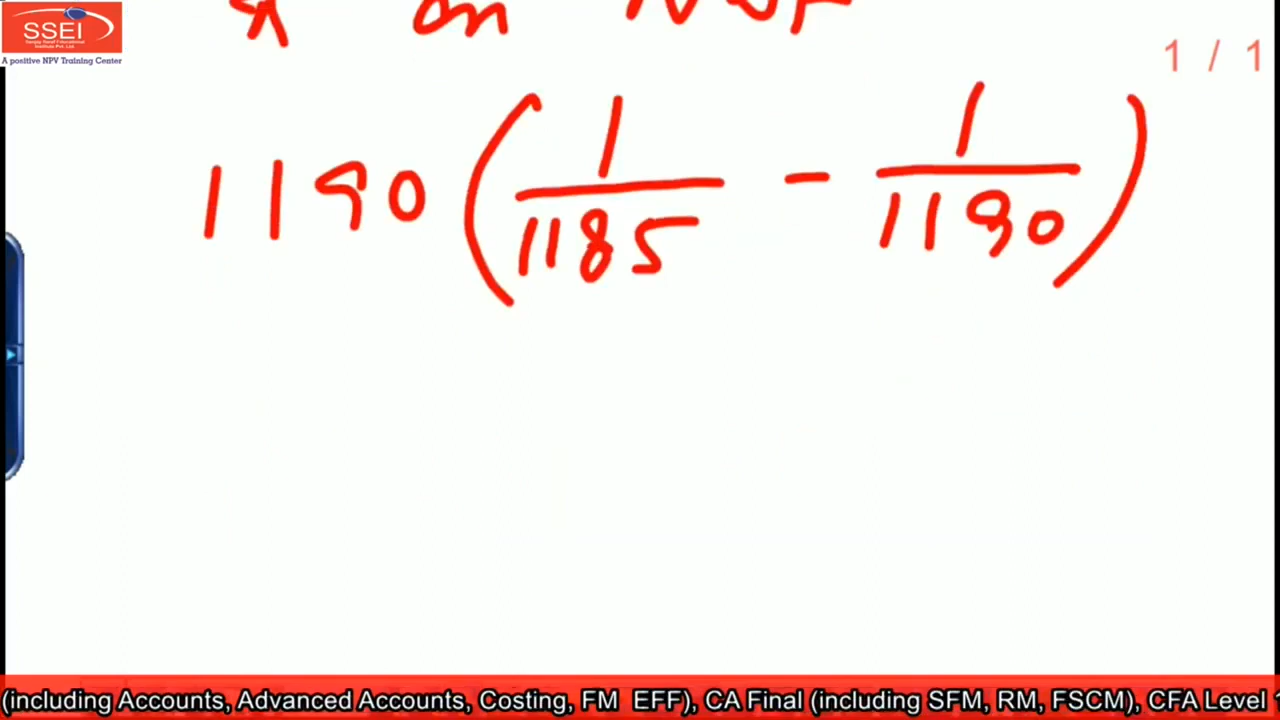 SSEI
A positive NPV Training Center
1 / 1
1190 ( 1/1185 - 1/1190 )
(including Accounts, Advanced Accounts, Costing, FM EFF), CA Final (including SFM, RM, FSCM), CFA Level